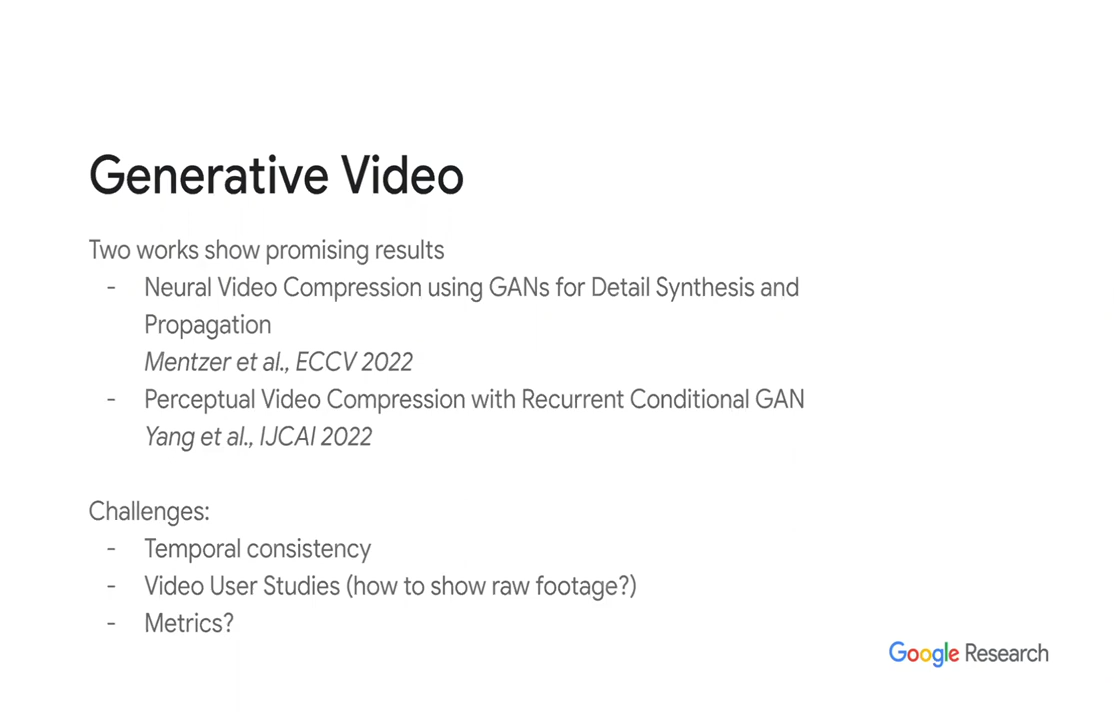 Generative Video
Two works show promising results
- Neural Video Compression using GANs for Detail Synthesis and
Propagation
Mentzer et al., ECCV 2022
- Perceptual Video Compression with Recurrent Conditional GAN
Yang et al., IJCAI 2022
Challenges:
- Temporal consistency
- Video User Studies (how to show raw footage?)
- Metrics?
Google Research